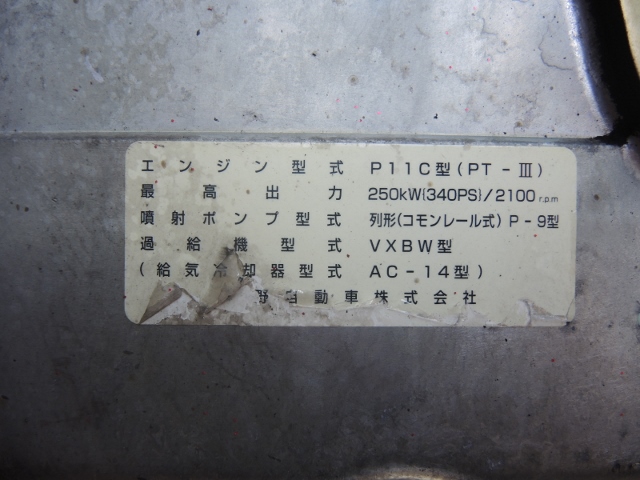 エンジン型式 P11C型(PT-Ⅲ)
最高出力 250kW{340PS}/2100r.p.m
噴射ポンプ型式 列形(コモンレール式) P-9型
過給機型式 VXBW型
(給気冷却器型式 AC-14型)
野自動車株式会社